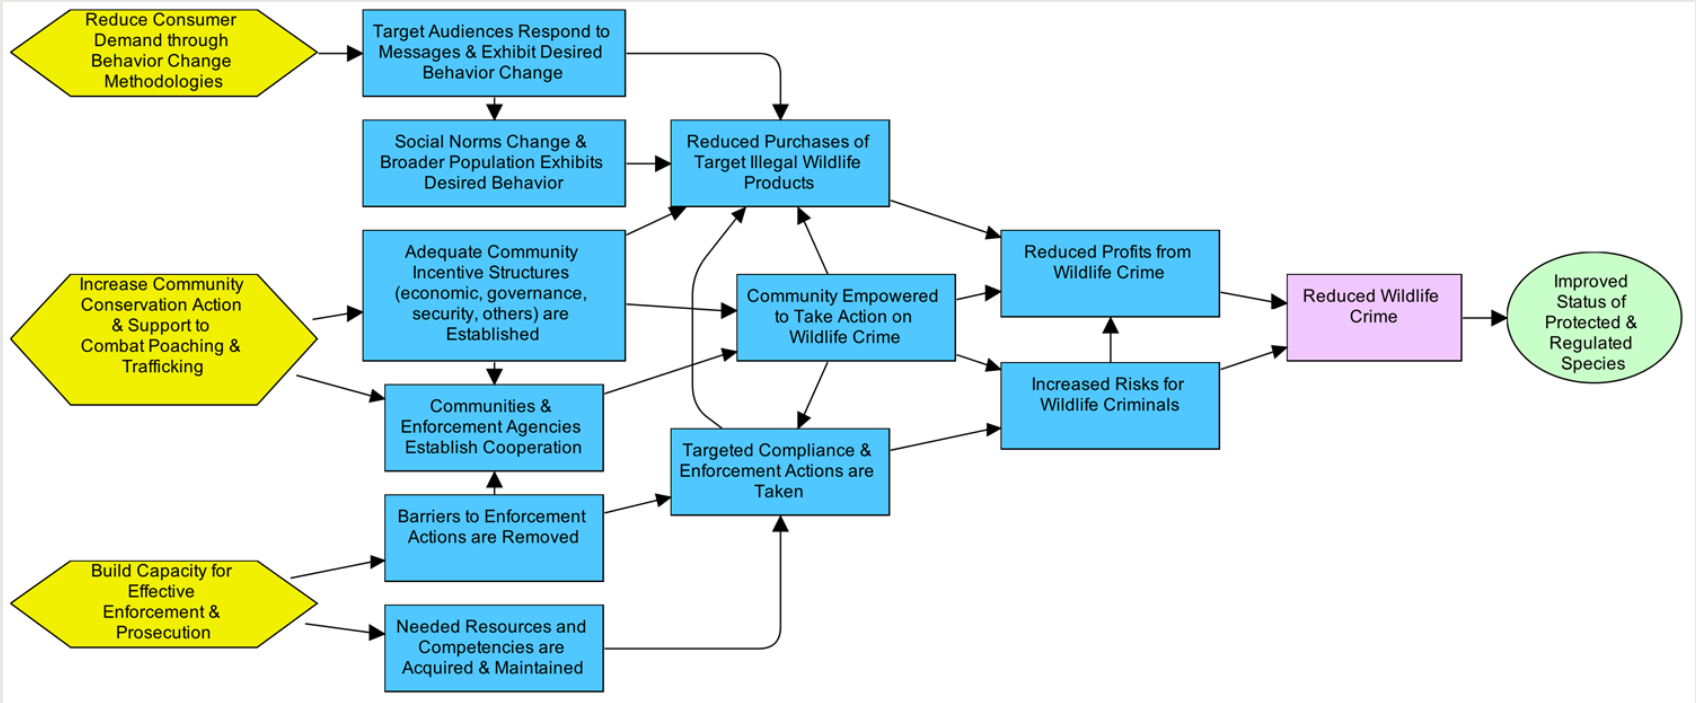 Reduce Consumer
Demand through
Behavior Change
Methodologies
Target Audiences Respond to
Messages & Exhibit Desired
Behavior Change
Social Norms Change &
Broader Population Exhibits
Desired Behavior
Reduced Purchases of
Target Illegal Wildlife
Products
Increase Community
Conservation Action
& Support to
Combat Poaching &
Trafficking
Adequate Community
Incentive Structures
(economic, governance,
security, others) are
Established
Community Empowered
to Take Action on
Wildlife Crime
Reduced Profits from
Wildlife Crime
Reduced Wildlife
Crime
Improved
Status of
Protected &
Regulated
Species
Communities &
Enforcement Agencies
Establish Cooperation
Increased Risks for
Wildlife Criminals
Targeted Compliance &
Enforcement Actions are
Taken
Barriers to Enforcement
Actions are Removed
Build Capacity for
Effective
Enforcement &
Prosecution
Needed Resources and
Competencies are
Acquired & Maintained